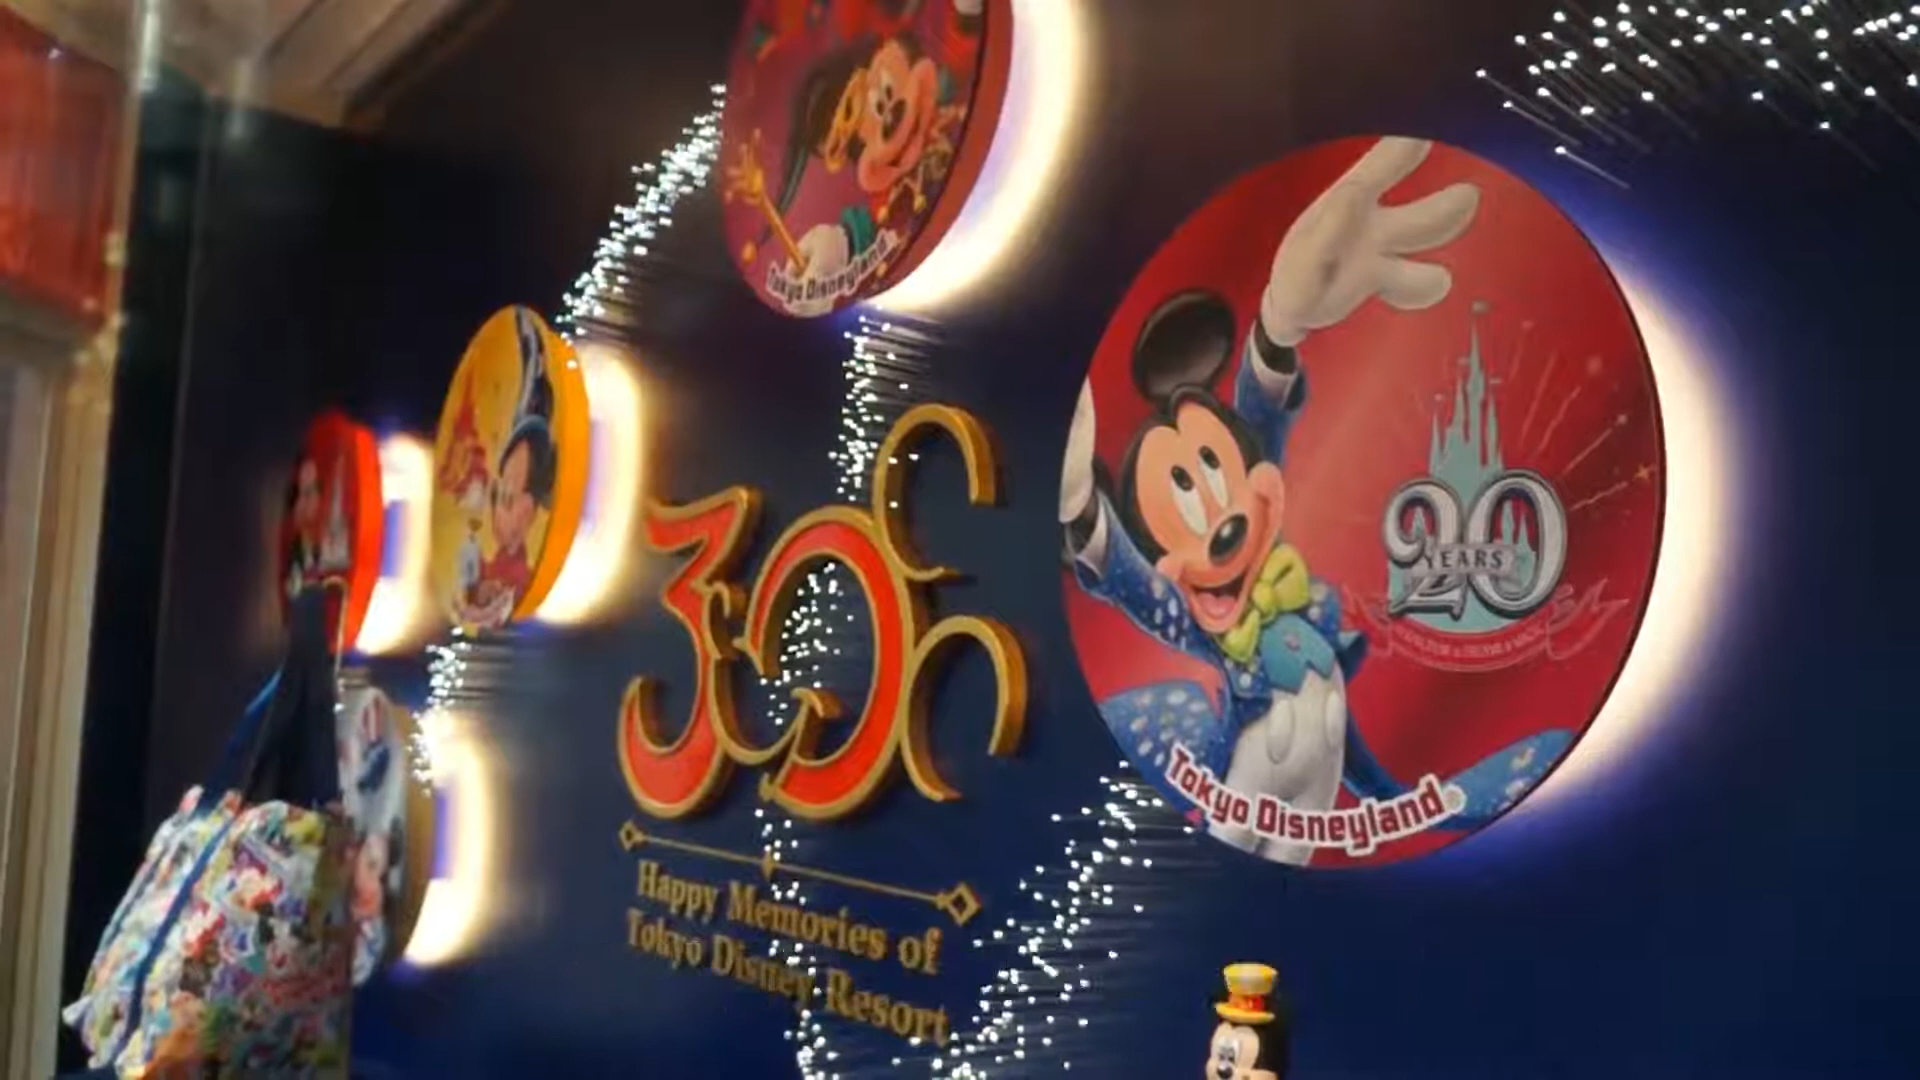 Tokyo Disneyland
20
YEARS
Tokyo Disneyland
30
Happy Memories of
Tokyo Disney Resort